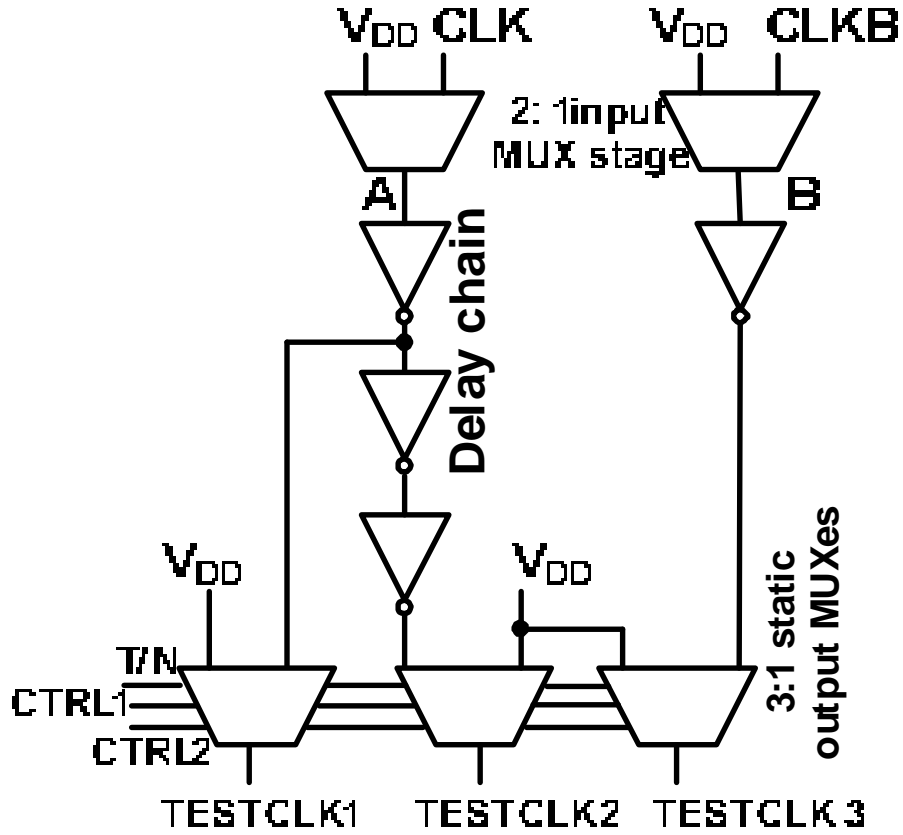 VDD CLK
VDD CLKB
2: 1input
MUX stage
A
B
Delay chain
VDD
VDD
3:1 static
output MUXes
T/N
CTRL1
CTRL2
TESTCLK1
TESTCLK2
TESTCLK3